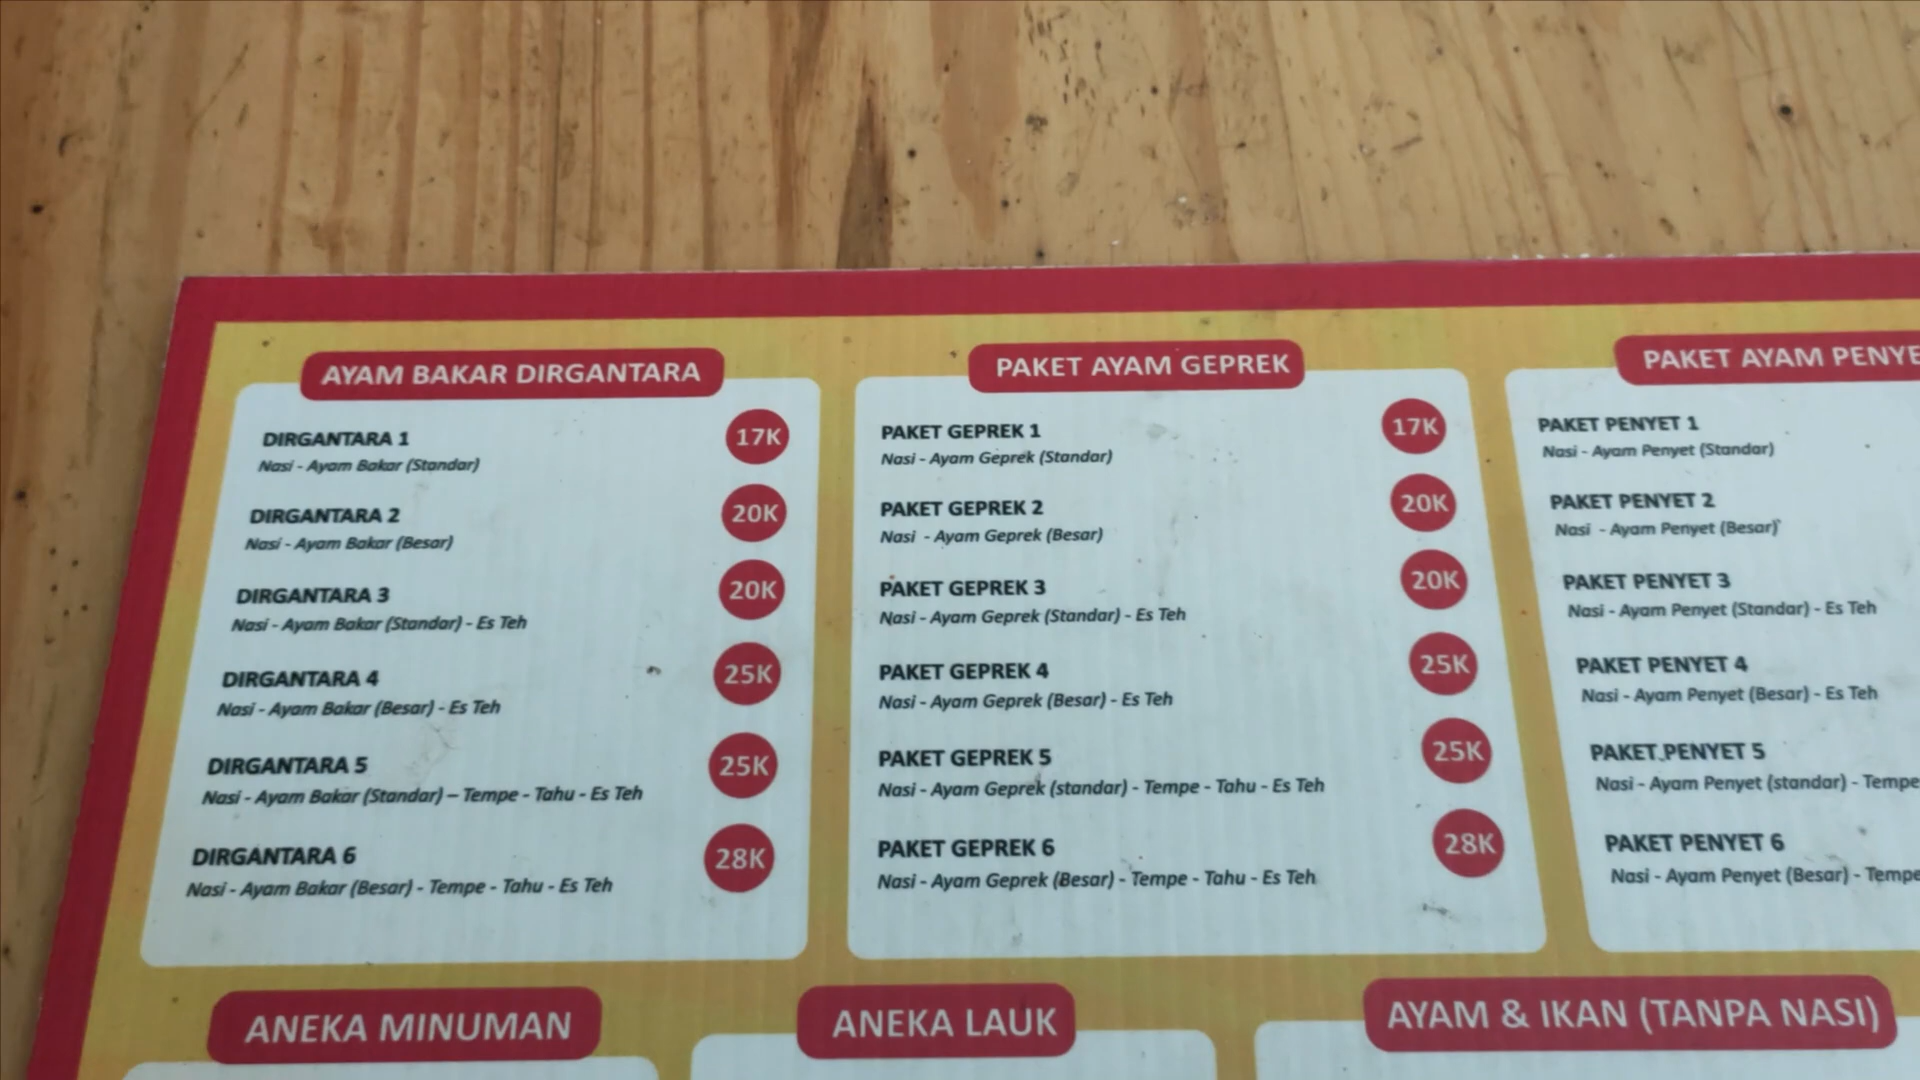 AYAM BAKAR DIRGANTARA
DIRGANTARA 1
17K
Nasi - Ayam Bakar (Standar)
DIRGANTARA 2
20K
Nasi - Ayam Bakar (Besar)
DIRGANTARA 3
20K
Nasi - Ayam Bakar (Standar) - Es Teh
DIRGANTARA 4
25K
Nasi - Ayam Bakar (Besar) - Es Teh
DIRGANTARA 5
25K
Nasi - Ayam Bakar (Standar) – Tempe - Tahu - Es Teh
DIRGANTARA 6
28K
Nasi - Ayam Bakar (Besar) - Tempe - Tahu - Es Teh
PAKET AYAM GEPREK
PAKET GEPREK 1
17K
Nasi - Ayam Geprek (Standar)
PAKET GEPREK 2
20K
Nasi - Ayam Geprek (Besar)
PAKET GEPREK 3
20K
Nasi - Ayam Geprek (Standar) - Es Teh
PAKET GEPREK 4
25K
Nasi - Ayam Geprek (Besar) - Es Teh
PAKET GEPREK 5
25K
Nasi - Ayam Geprek (standar) - Tempe - Tahu - Es Teh
PAKET GEPREK 6
28K
Nasi - Ayam Geprek (Besar) - Tempe - Tahu - Es Teh
PAKET AYAM PENYE
PAKET PENYET 1
Nasi - Ayam Penyet (Standar)
PAKET PENYET 2
Nasi - Ayam Penyet (Besar)
PAKET PENYET 3
Nasi - Ayam Penyet (Standar) - Es Teh
PAKET PENYET 4
Nasi - Ayam Penyet (Besar) - Es Teh
PAKET PENYET 5
Nasi - Ayam Penyet (standar) - Tempe
PAKET PENYET 6
Nasi - Ayam Penyet (Besar) - Tempe
ANEKA MINUMAN
ANEKA LAUK
AYAM & IKAN (TANPA NASI)